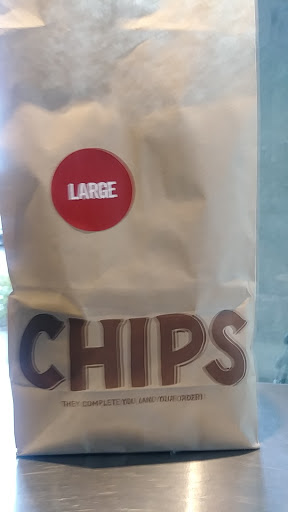 LARGE
CHIPS
THEY COMPLETE YOU (AND YOUR ORDER)